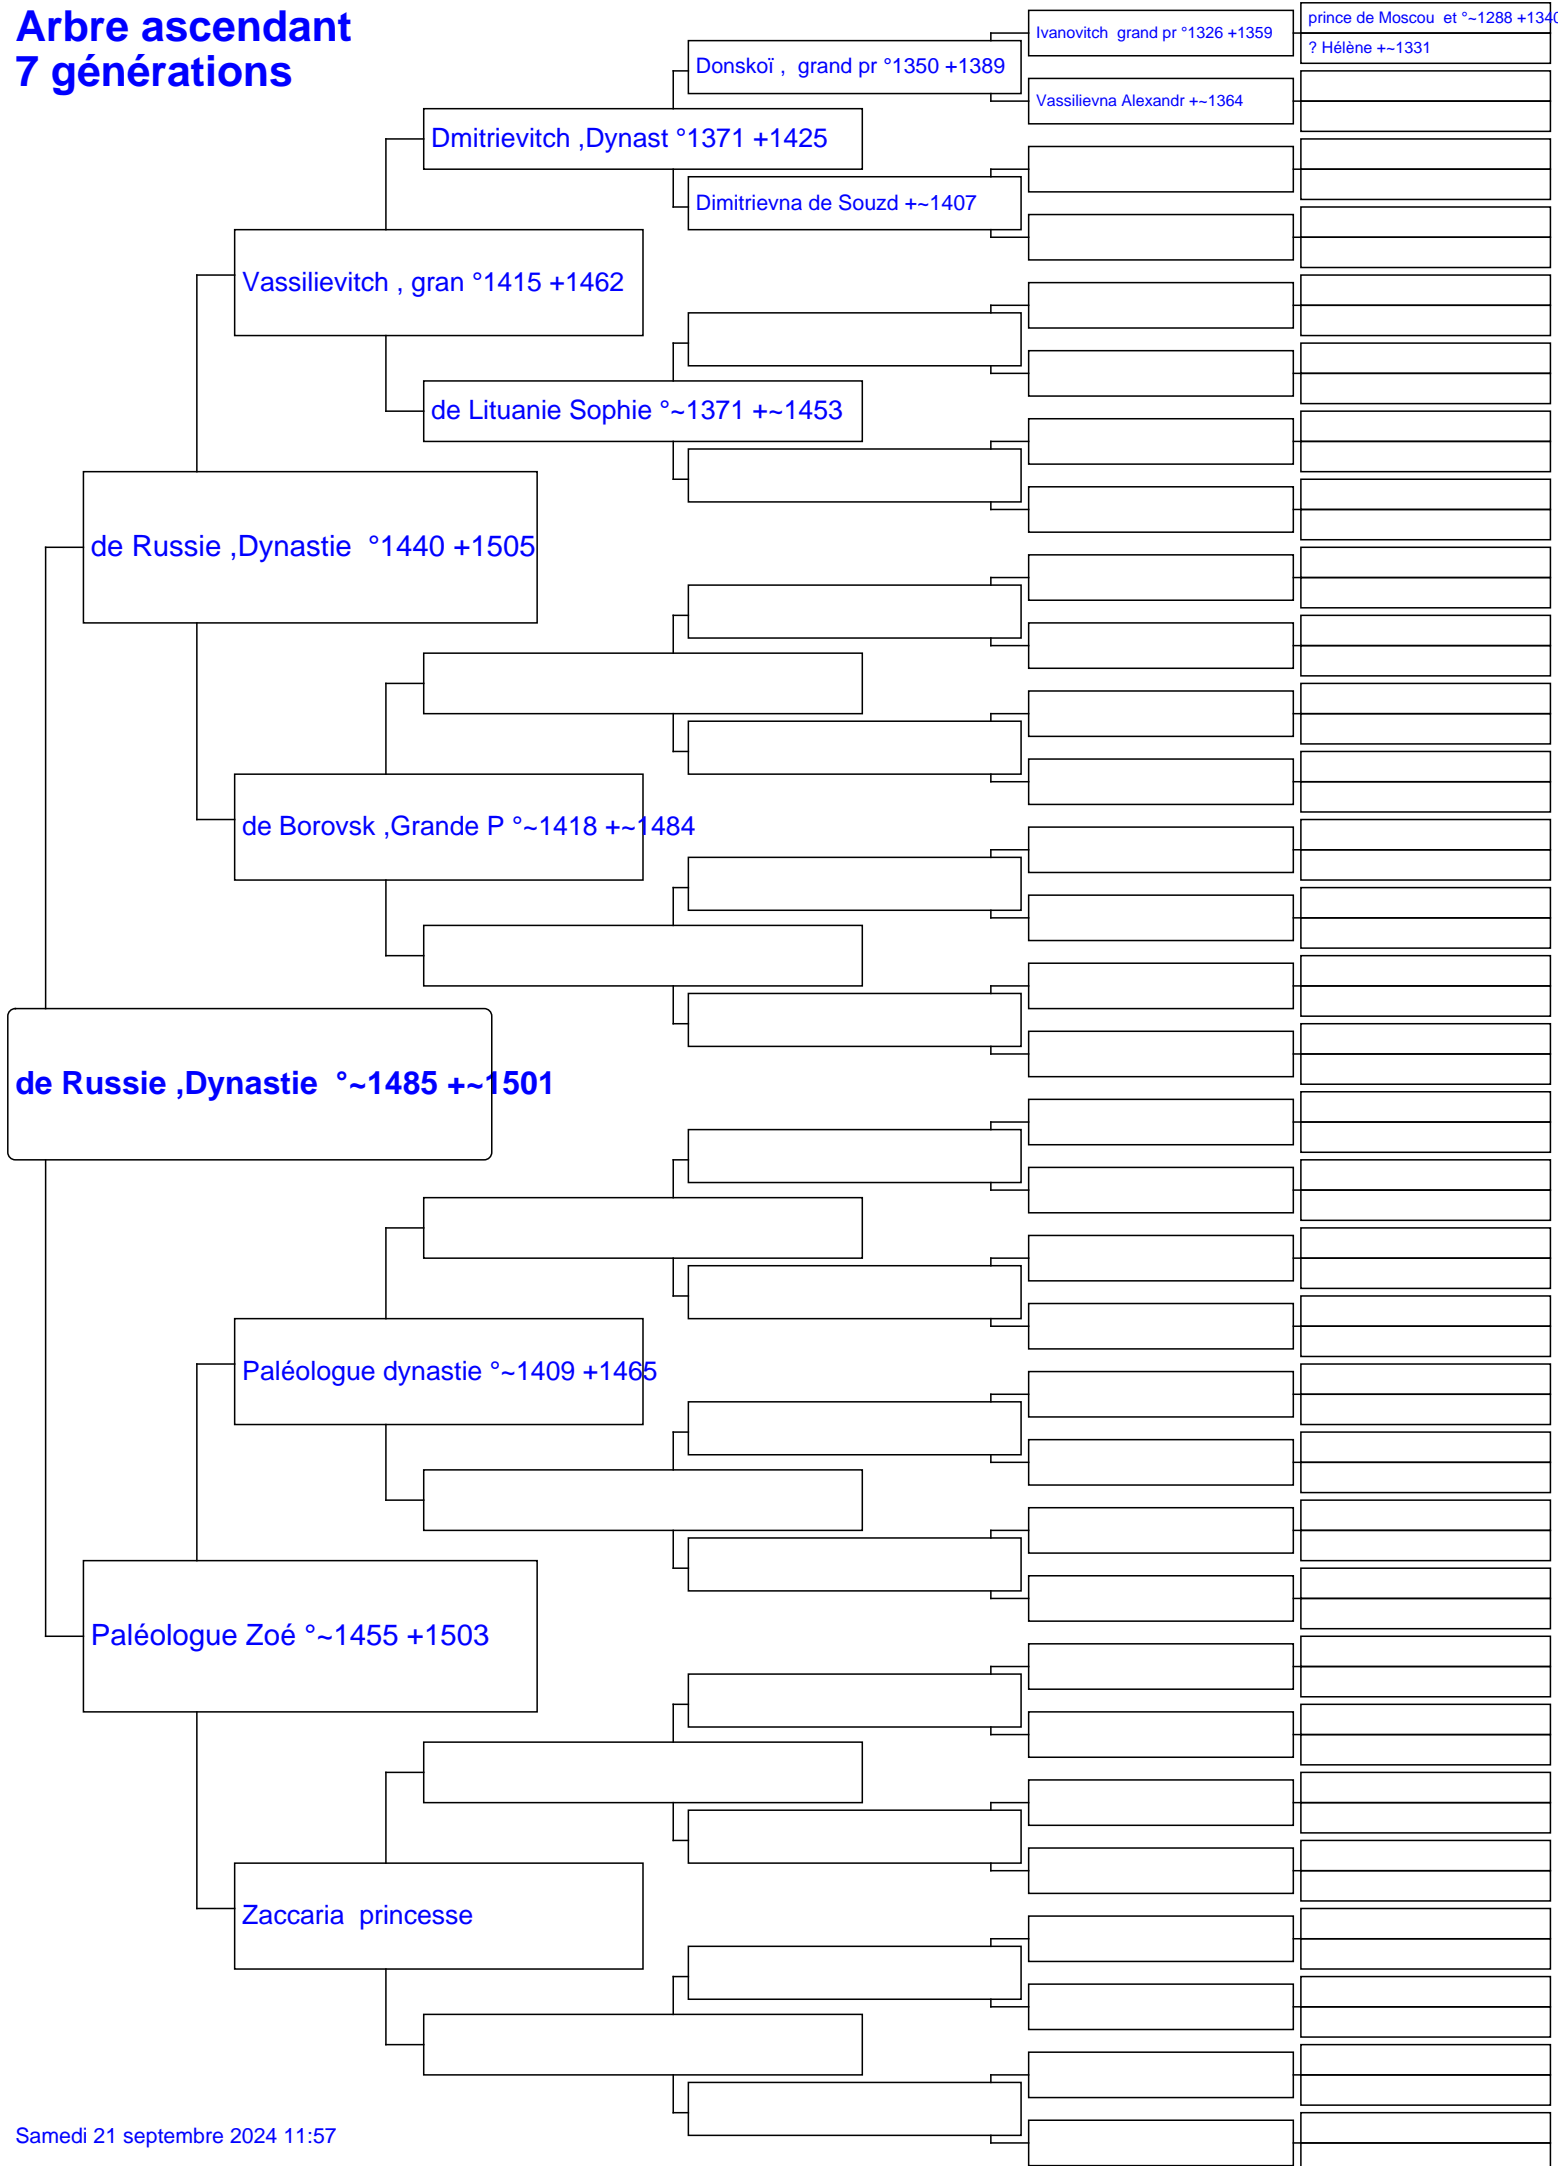 Arbre ascendant
7 générations
prince de Moscou  et °~1288 +1340
Ivanovitch  grand pr °1326 +1359
? Hélène +~1331
Donskoï ,  grand pr °1350 +1389
Vassilievna Alexandr +~1364
Dmitrievitch ,Dynast °1371 +1425
Dimitrievna de Souzd +~1407
Vassilievitch , gran °1415 +1462
de Lituanie Sophie °~1371 +~1453
de Russie ,Dynastie  °1440 +1505
de Borovsk ,Grande P °~1418 +~1484
de Russie ,Dynastie  °~1485 +~1501
Paléologue dynastie °~1409 +1465
Paléologue Zoé °~1455 +1503
Zaccaria  princesse
Samedi 21 septembre 2024 11:57